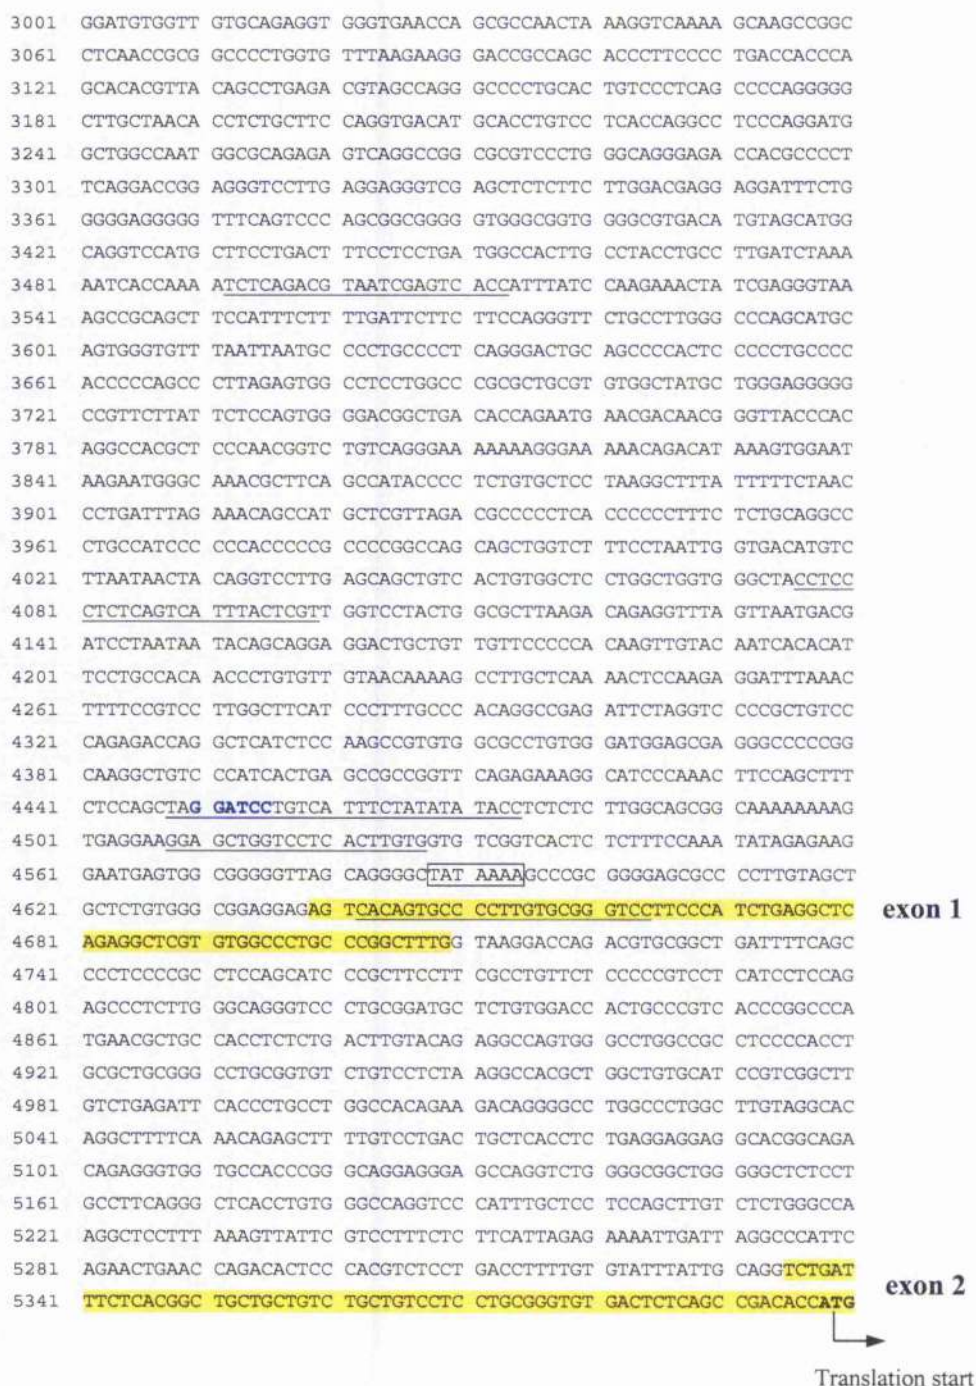 3001 GGATGTGGTT GTGCAGAGGT GGGTGAACCA GCGCCAACTA AAGGTCAAAA GCAAGCCGGC
3061 CTCAACCGCG GCCCCTGGTG TTTAAGAAGG GACCGCCAGC ACCCTTCCCC TGACCACCCA
3121 GCACACGTTA CAGCCTGAGA CGTAGCCAGG GCCCCTGCAC TGTCCCTCAG CCCCAGGGGG
3181 CTTGCTAACA CCTCTGCTTC CAGGTGACAT GCACCTGTCC TCACCAGGCC TCCCAGGATG
3241 GCTGGCCAAT GGCGCAGAGA GTCAGGCCGG CGCGTCCCTG GGCAGGGAGA CCACGCCCCT
3301 TCAGGACCGG AGGGTCCTTG AGGAGGGTCG AGCTCTCTTC TTGGACGAGG AGGATTTCTG
3361 GGGGAGGGGG TTTCAGTCCC AGCGGCGGGG GTGGGCGGTG GGGCGTGACA TGTAGCATGG
3421 CAGGTCCATG CTTCCTGACT TTCCTCCTGA TGGCCACTTG CCTACCTGCC TTGATCTAAA
3481 AATCACCAAA ATCTCAGACG TAATCGAGTC ACCATTTATC CAAGAAACTA TCGAGGGTAA
3541 AGCCGCAGCT TCCATTTCTT TTGATTCTTC TTCCAGGGTT CTGCCTTGGG CCCAGCATGC
3601 AGTGGGTGTT TAATTAATGC CCCTGCCCCT CAGGGACTGC AGCCCCACTC CCCCTGCCCC
3661 ACCCCCAGCC CTTAGAGTGG CCTCCTGGCC CGCGCTGCGT GTGGCTATGC TGGGAGGGGG
3721 CCGTTCTTAT TCTCCAGTGG GGACGGCTGA CACCAGAATG AACGACAACG GGTTACCCAC
3781 AGGCCACGCT CCCAACGGTC TGTCAGGGAA AAAAAGGGAA AAACAGACAT AAAGTGGAAT
3841 AAGAATGGGC AAACGCTTCA GCCATACCCC TCTGTGCTCC TAAGGCTTTA TTTTTCTAAC
3901 CCTGATTTAG AAACAGCCAT GCTCGTTAGA CGCCCCCTCA CCCCCCTTTC TCTGCAGGCC
3961 CTGCCATCCC CCCACCCCCG CCCCGGCCAG CAGCTGGTCT TTCCTAATTG GTGACATGTC
4021 TTAATAACTA CAGGTCCTTG AGCAGCTGTC ACTGTGGCTC CTGGCTGGTG GGCTACCTCC
4081 CTCTCAGTCA TTTACTCGTT GGTCCTACTG GCGCTTAAGA CAGAGGTTTA GTTAATGACG
4141 ATCCTAATAA TACAGCAGGA GGACTGCTGT TGTTCCCCCA CAAGTTGTAC AATCACACAT
4201 TCCTGCCACA ACCCTGTGTT GTAACAAAAG CCTTGCTCAA AACTCCAAGA GGATTTAAAC
4261 TTTTCCGTCC TTGGCTTCAT CCCTTTGCCC ACAGGCCGAG ATTCTAGGTC CCCGCTGTCC
4321 CAGAGACCAG GCTCATCTCC AAGCCGTGTG GCGCCTGTGG GATGGAGCGA GGGCCCCCGG
4381 CAAGGCTGTC CCATCACTGA GCCGCCGGTT CAGAGAAAGG CATCCCAAAC TTCCAGCTTT
4441 CTCCAGCTAG GATCCTGTCA TTTCTATATA TACCTCTCTC TTGGCAGCGG CAAAAAAAAG
4501 TGAGGAAGGA GCTGGTCCTC ACTTGTGGTG TCGGTCACTC TCTTTCCAAA TATAGAGAAG
4561 GAATGAGTGG CGGGGGTTAG CAGGGGCTAT AAAAGCCCGC GGGGAGCGCC CCTTGTAGCT
4621 GCTCTGTGGG CGGAGGAGAG TCACAGTGCC CCTTGTGCGG GTCCTTCCCA TCTGAGGCTC exon 1
4681 AGAGGCTCGT GTGGCCCTGC CCGGCTTTGG TAAGGACCAG ACGTGCGGCT GATTTTCAGC
4741 CCCTCCCCGC CTCCAGCATC CCGCTTCCTT CGCCTGTTCT CCCCCGTCCT CATCCTCCAG
4801 AGCCCTCTTG GGCAGGGTCC CTGCGGATGC TCTGTGGACC ACTGCCCGTC ACCCGGCCCA
4861 TGAACGCTGC CACCTCTCTG ACTTGTACAG AGGCCAGTGG GCCTGGCCGC CTCCCCACCT
4921 GCGCTGCGGG CCTGCGGTGT CTGTCCTCTA AGGCCACGCT GGCTGTGCAT CCGTCGGCTT
4981 GTCTGAGATT CACCCTGCCT GGCCACAGAA GACAGGGGCC TGGCCCTGGC TTGTAGGCAC
5041 AGGCTTTTCA AACAGAGCTT TTGTCCTGAC TGCTCACCTC TGAGGAGGAG GCACGGCAGA
5101 CAGAGGGTGG TGCCACCCGG GCAGGAGGGA GCCAGGTCTG GGGCGGCTGG GGGCTCTCCT
5161 GCCTTCAGGG CTCACCTGTG GGCCAGGTCC CATTTGCTCC TCCAGCTTGT CTCTGGGCCA
5221 AGGCTCCTTT AAAGTTATTC GTCCTTTCTC TTCATTAGAG AAAATTGATT AGGCCCATTC
5281 AGAACTGAAC CAGACACTCC CACGTCTCCT GACCTTTTGT GTATTTATTG CAGGTCTGAT
5341 TTCTCACGGC TGCTGCTGTC TGCTGTCCTC CTGCGGGTGT GACTCTCAGC CGACACCATG exon 2
Translation start